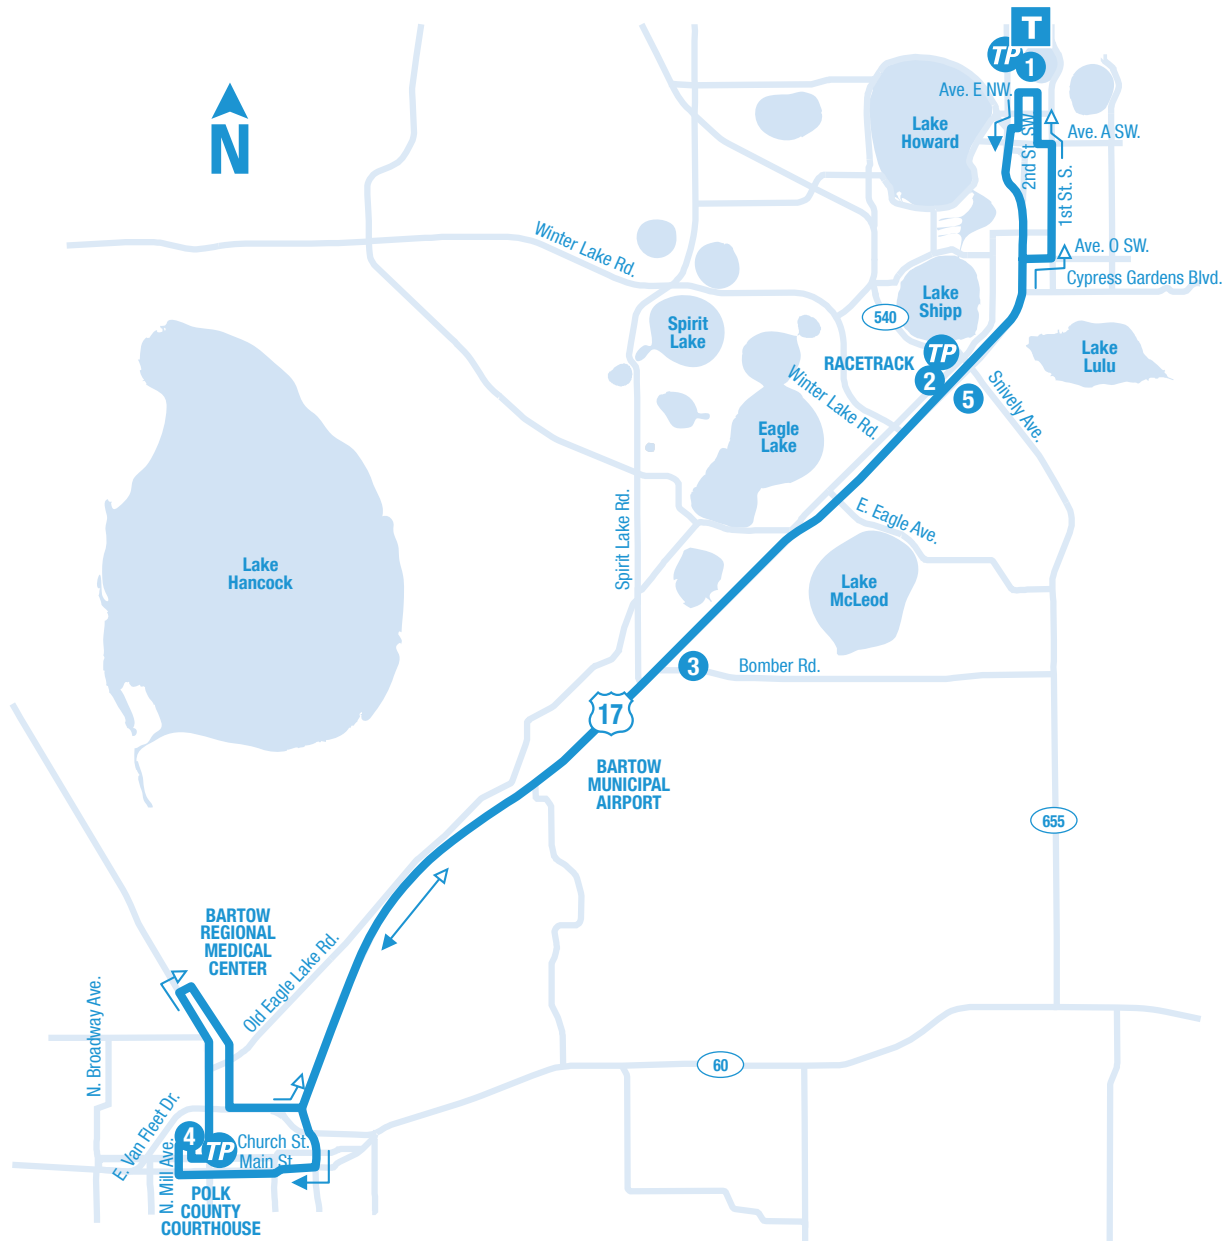 T
TP
1
Ave. E NW.
Lake
Howard
2nd St. SW.
Ave. A SW.
1st St. S.
N
Winter Lake Rd.
Ave. O SW.
Cypress Gardens Blvd.
Lake
Shipp
540
Spirit
Lake
Lake
Lulu
TP
RACETRACK
2
5
Winter Lake Rd.
Snively Ave.
Eagle
Lake
E. Eagle Ave.
Spirit Lake Rd.
Lake
Hancock
Lake
McLeod
3
Bomber Rd.
17
BARTOW
MUNICIPAL
AIRPORT
655
BARTOW
REGIONAL
MEDICAL
CENTER
Old Eagle Lake Rd.
N. Broadway Ave.
60
E. Van Fleet Dr.
4
TP
Church St.
Main St.
N. Mill Ave.
POLK
COUNTY
COURTHOUSE